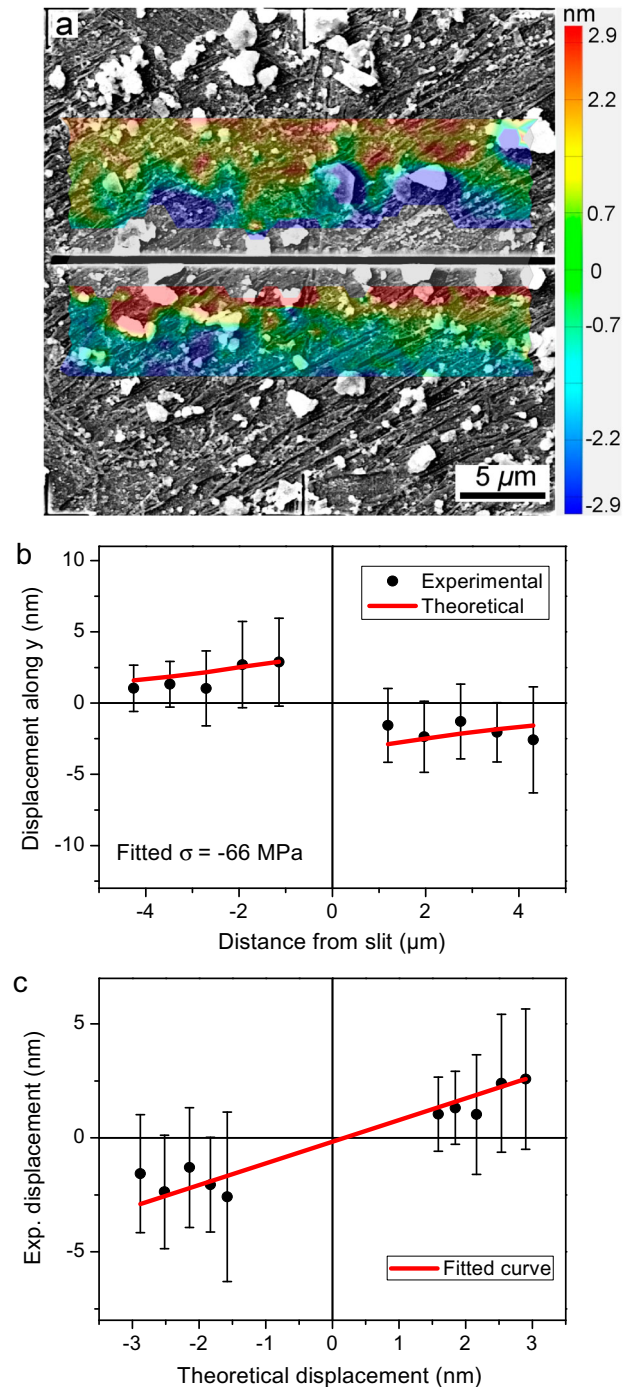 a
nm
2.9
2.2
0.7
0
-0.7
-2.2
-2.9
5 µm
b
10
5
0
-5
-10
Displacement along y (nm)
Experimental
Theoretical
Fitted σ = -66 MPa
-4 -2 0 2 4
Distance from slit (µm)
c
5
0
-5
Exp. displacement (nm)
Fitted curve
-3 -2 -1 0 1 2 3
Theoretical displacement (nm)